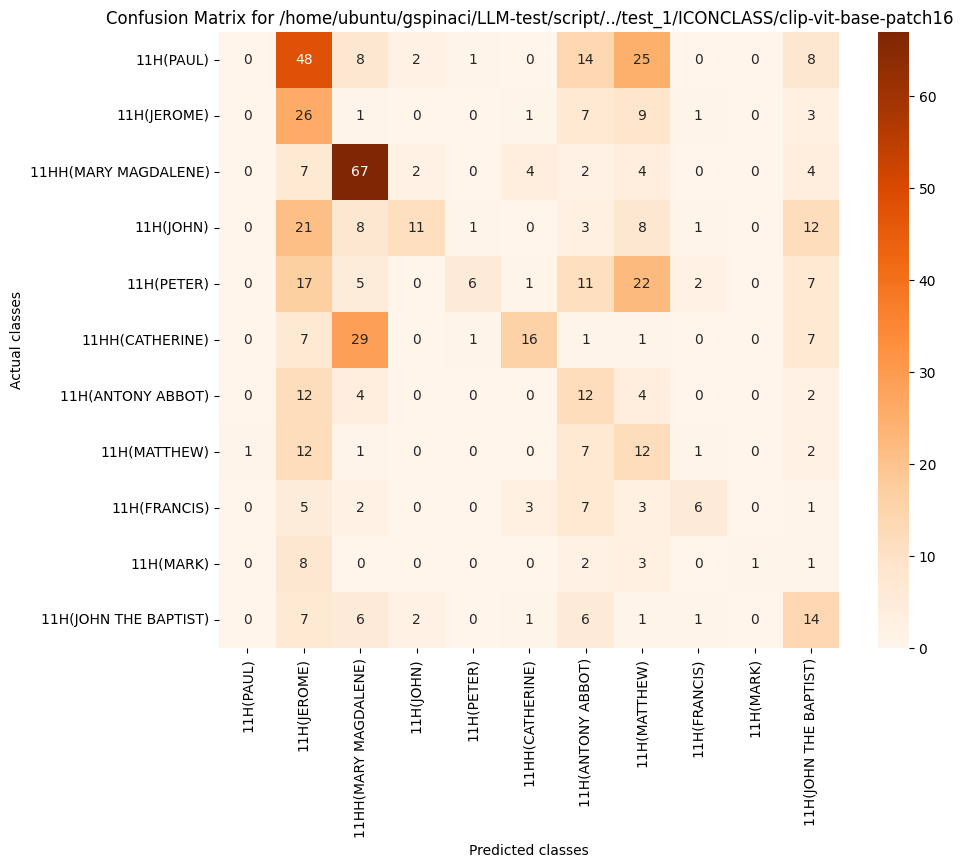 Confusion Matrix for /home/ubuntu/gspinaci/LLM-test/script/../test_1/ICONCLASS/clip-vit-base-patch16
11H(PAUL) 0 48 8 2 1 0 14 25 0 0 8
11H(JEROME) 0 26 1 0 0 1 7 9 1 0 3
11HH(MARY MAGDALENE) 0 7 67 2 0 4 2 4 0 0 4
11H(JOHN) 0 21 8 11 1 0 3 8 1 0 12
11H(PETER) 0 17 5 0 6 1 11 22 2 0 7
11HH(CATHERINE) 0 7 29 0 1 16 1 1 0 0 7
11H(ANTONY ABBOT) 0 12 4 0 0 0 12 4 0 0 2
11H(MATTHEW) 1 12 1 0 0 0 7 12 1 0 2
11H(FRANCIS) 0 5 2 0 0 3 7 3 6 0 1
11H(MARK) 0 8 0 0 0 0 2 3 0 1 1
11H(JOHN THE BAPTIST) 0 7 6 2 0 1 6 1 1 0 14
Actual classes
11H(PAUL)
11H(JEROME)
11HH(MARY MAGDALENE)
11H(JOHN)
11H(PETER)
11HH(CATHERINE)
11H(ANTONY ABBOT)
11H(MATTHEW)
11H(FRANCIS)
11H(MARK)
11H(JOHN THE BAPTIST)
Predicted classes
60
50
40
30
20
10
0